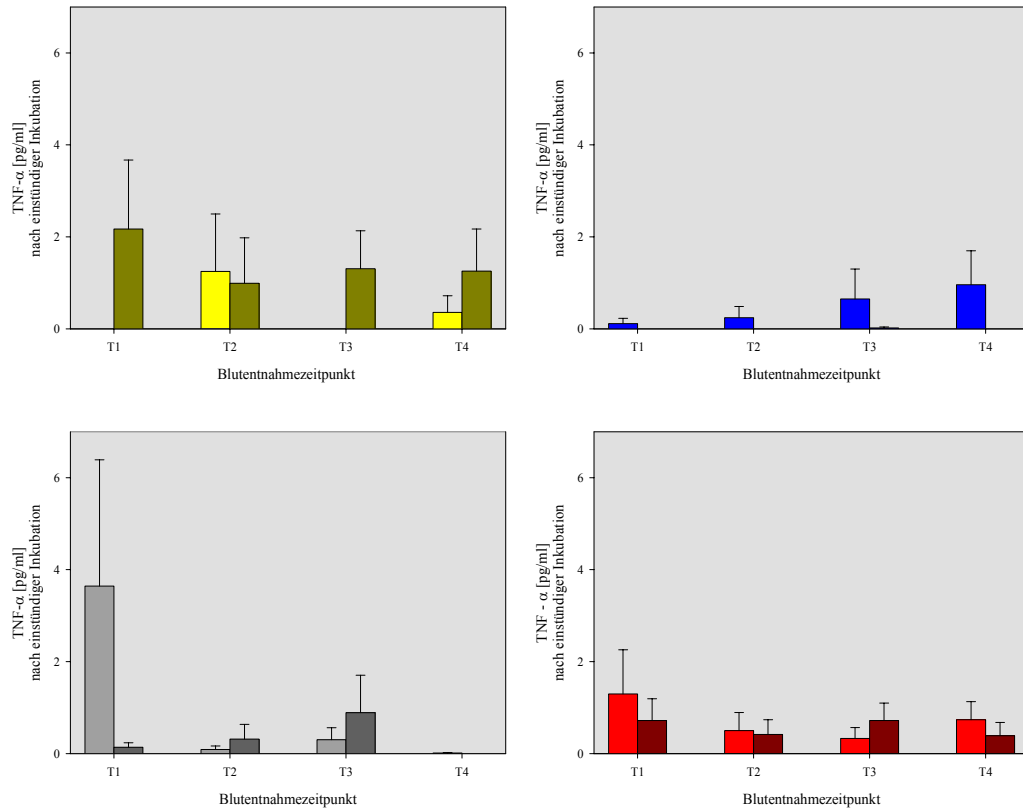 TNF-α [pg/ml]
nach einstündiger Inkubation
6
4
2
0
T1 T2 T3 T4
Blutentnahmezeitpunkt
TNF-α [pg/ml]
nach einstündiger Inkubation
6
4
2
0
T1 T2 T3 T4
Blutentnahmezeitpunkt
TNF-α [pg/ml]
nach einstündiger Inkubation
6
4
2
0
T1 T2 T3 T4
Blutentnahmezeitpunkt
TNF - α [pg/ml]
nach einstündiger Inkubation
6
4
2
0
T1 T2 T3 T4
Blutentnahmezeitpunkt